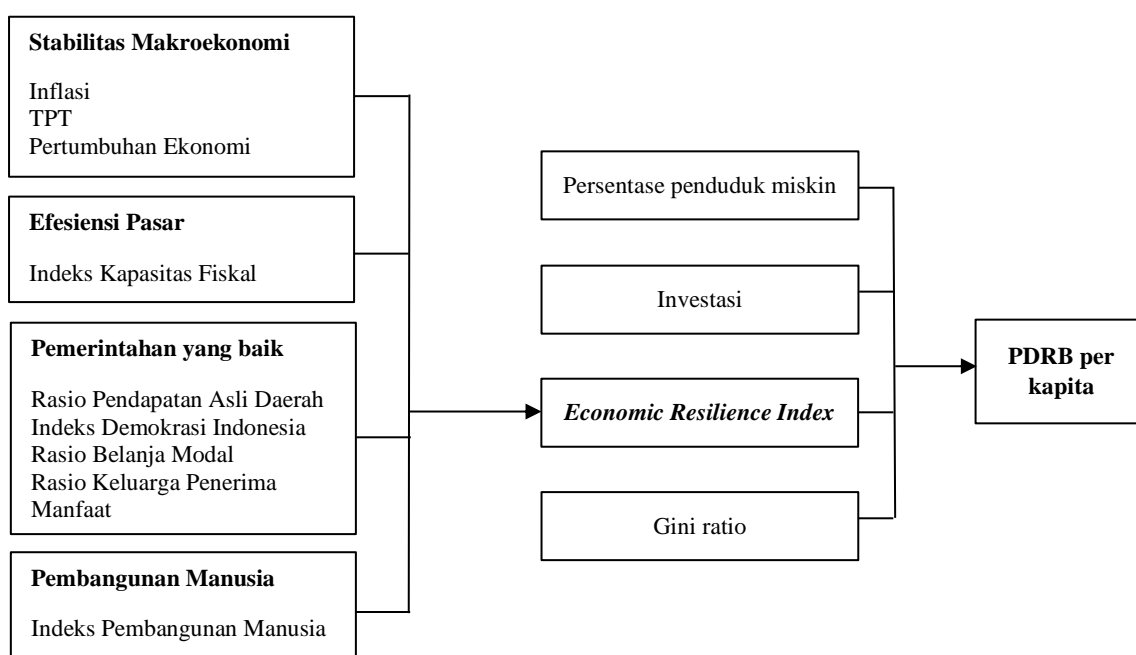 Stabilitas Makroekonomi
Inflasi
TPT
Pertumbuhan Ekonomi
Efesiensi Pasar
Indeks Kapasitas Fiskal
Pemerintahan yang baik
Rasio Pendapatan Asli Daerah
Indeks Demokrasi Indonesia
Rasio Belanja Modal
Rasio Keluarga Penerima
Manfaat
Pembangunan Manusia
Indeks Pembangunan Manusia
Persentase penduduk miskin
Investasi
Economic Resilience Index
Gini ratio
PDRB per
kapita